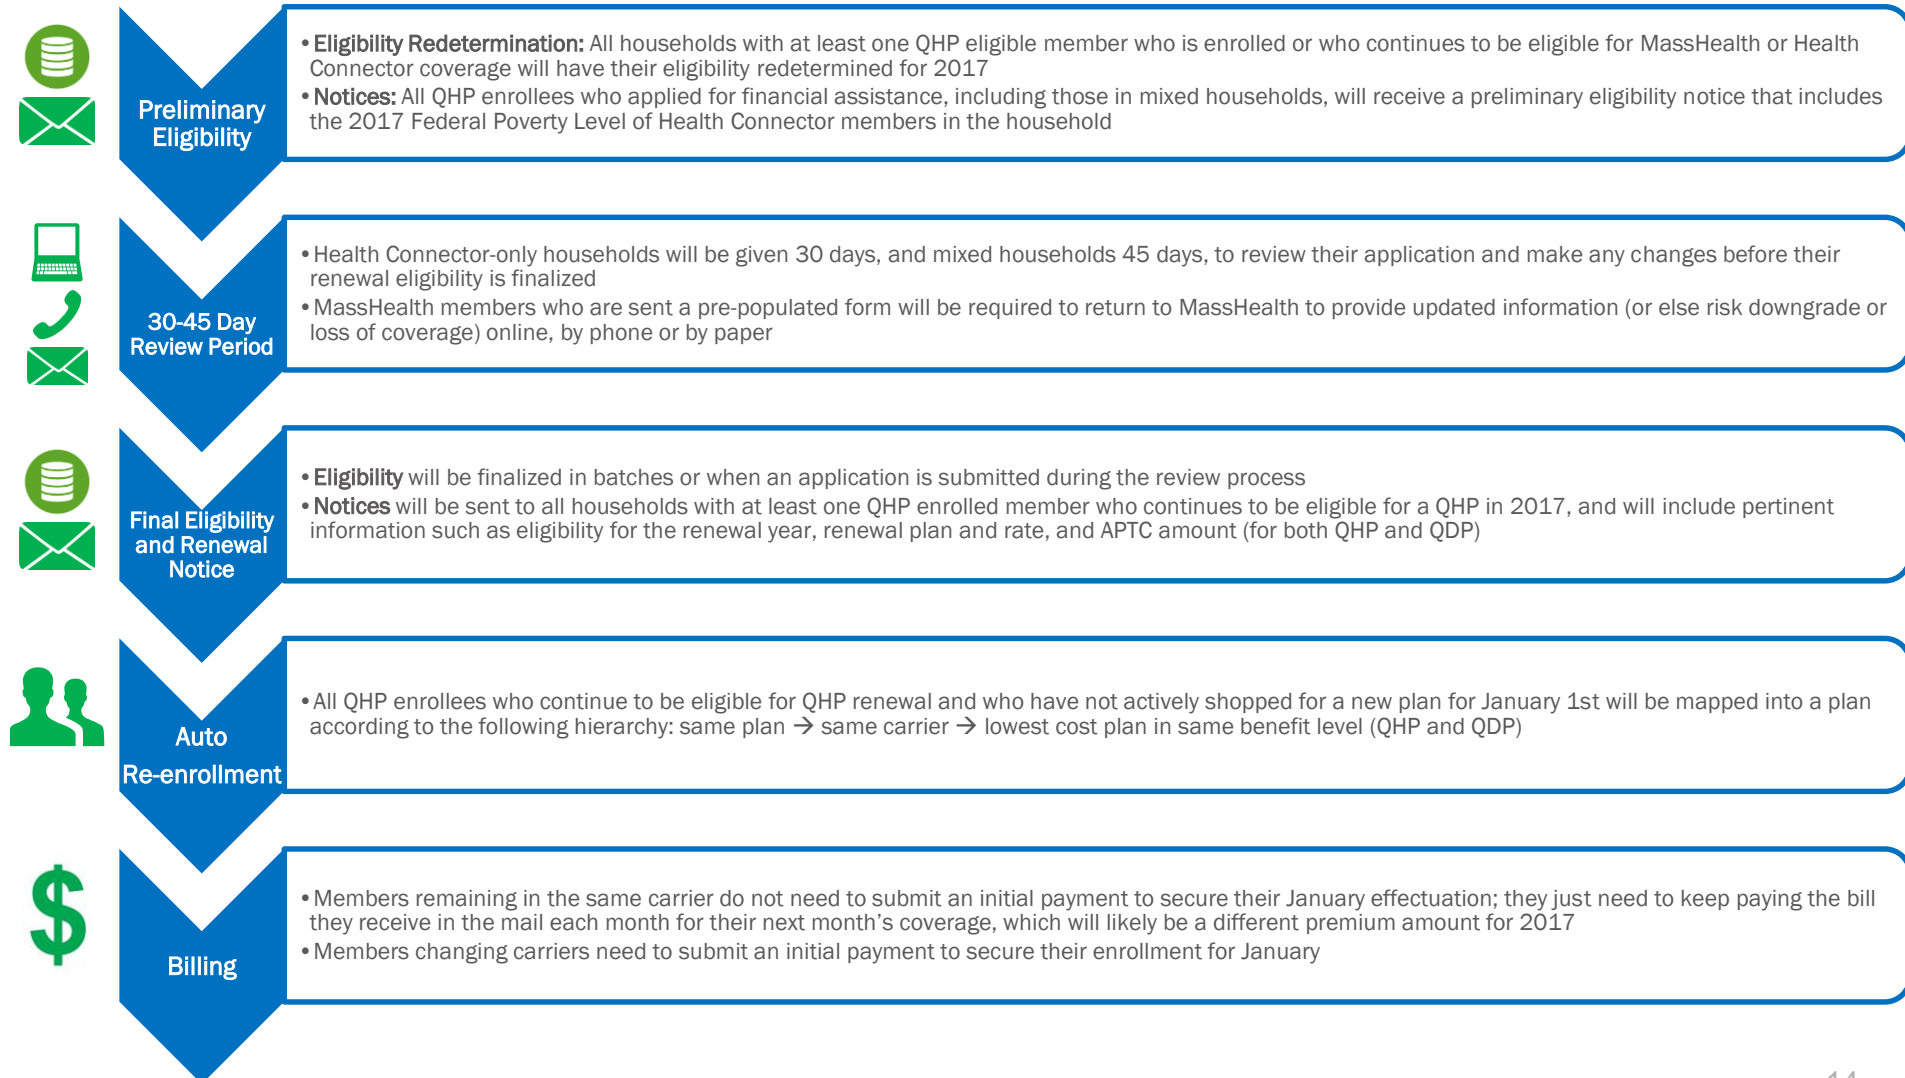 Preliminary
Eligibility
•Eligibility Redetermination: All households with at least one QHP eligible member who is enrolled or who continues to be eligible for MassHealth or Health
Connector coverage will have their eligibility redetermined for 2017
•Notices: All QHP enrollees who applied for financial assistance, including those in mixed households, will receive a preliminary eligibility notice that includes
the 2017 Federal Poverty Level of Health Connector members in the household
30-45 Day
Review Period
•Health Connector-only households will be given 30 days, and mixed households 45 days, to review their application and make any changes before their
renewal eligibility is finalized
•MassHealth members who are sent a pre-populated form will be required to return to MassHealth to provide updated information (or else risk downgrade or
loss of coverage) online, by phone or by paper
Final Eligibility
and Renewal
Notice
•Eligibility will be finalized in batches or when an application is submitted during the review process
•Notices will be sent to all households with at least one QHP enrolled member who continues to be eligible for a QHP in 2017, and will include pertinent
information such as eligibility for the renewal year, renewal plan and rate, and APTC amount (for both QHP and QDP)
Auto
Re-enrollment
•All QHP enrollees who continue to be eligible for QHP renewal and who have not actively shopped for a new plan for January 1st will be mapped into a plan
according to the following hierarchy: same plan → same carrier → lowest cost plan in same benefit level (QHP and QDP)
$
Billing
•Members remaining in the same carrier do not need to submit an initial payment to secure their January effectuation; they just need to keep paying the bill
they receive in the mail each month for their next month's coverage, which will likely be a different premium amount for 2017
•Members changing carriers need to submit an initial payment to secure their enrollment for January